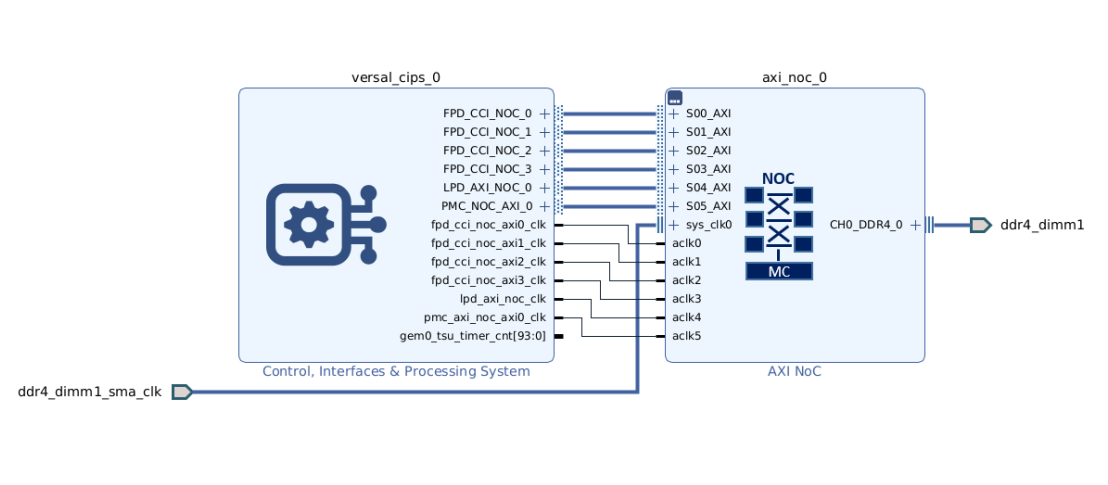 versal_cips_0
FPD_CCI_NOC_0
FPD_CCI_NOC_1
FPD_CCI_NOC_2
FPD_CCI_NOC_3
LPD_AXI_NOC_0
PMC_NOC_AXI_0
fpd_cci_noc_axi0_clk
fpd_cci_noc_axi1_clk
fpd_cci_noc_axi2_clk
fpd_cci_noc_axi3_clk
lpd_axi_noc_clk
pmc_axi_noc_axi0_clk
gem0_tsu_timer_cnt[93:0]
Control, Interfaces & Processing System
axi_noc_0
S00_AXI
S01_AXI
S02_AXI
S03_AXI
S04_AXI
S05_AXI
sys_clk0
aclk0
aclk1
aclk2
aclk3
aclk4
aclk5
NOC
MC
CH0_DDR4_0
AXI NoC
ddr4_dimm1
ddr4_dimm1_sma_clk